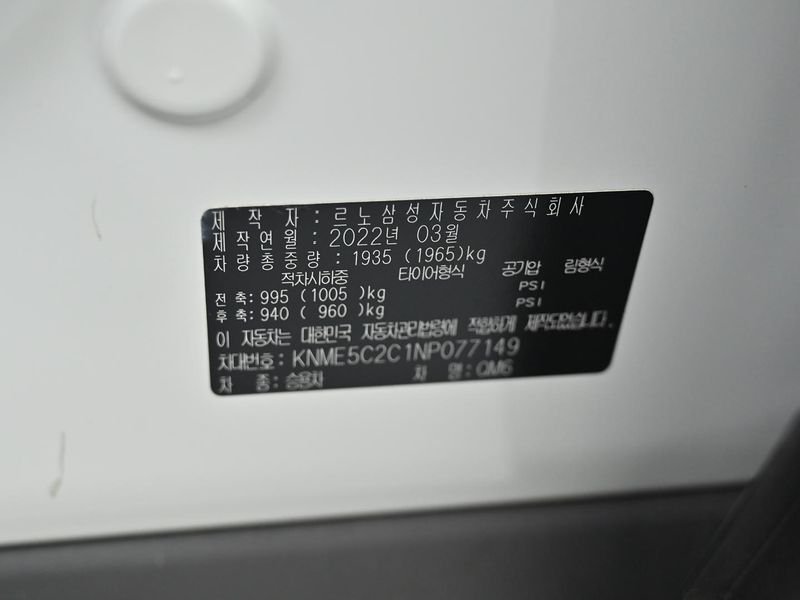 제 작 자 : 르노삼성자동차주식회사
제작연월 : 2022년 03월
차량총중량 : 1935 (1965)kg
적차시하중 타이어형식 공기압 림형식
전 축: 995 (1005 )kg PSI
후 축: 940 ( 960 )kg PSI
이 자동차는 대한민국 자동차관리법령에 적합하게 제작되었습니다.
차대번호 : KNME5C2C1NP077149
차 종 : 승용차 차 명 : QM6